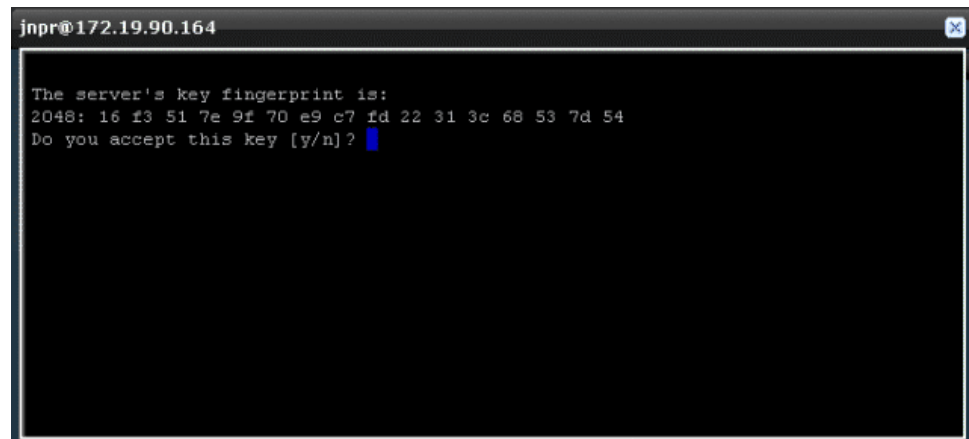 jnpr@172.19.90.164
The server's key fingerprint is:
2048: 16 f3 51 7e 9f 70 e9 c7 fd 22 31 3c 68 53 7d 54
Do you accept this key [y/n]?